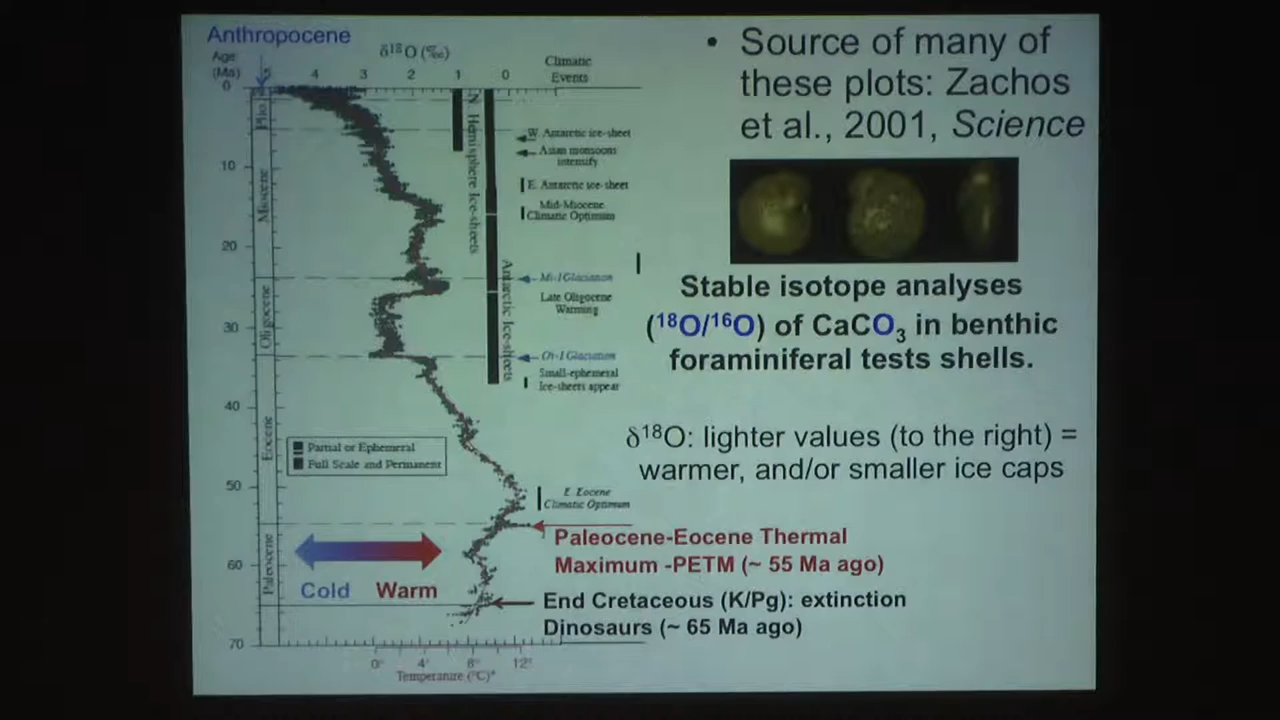 Anthropocene
Age
(Ma)
δ18O (‰)
5 4 3 2 1 0
Climatic
Events
0
10
20
30
40
50
60
70
Plio
Miocene
Oligocene
Eocene
Paleocene
N. Hemisphere Ice-sheets
Antarctic Ice-sheets
W. Antarctic ice-sheet
Asian monsoons
intensify
E. Antarctic ice-sheet
Mid-Miocene
Climatic Optimum
Mi-1 Glaciation
Late Oligocene
Warming
Oi-1 Glaciation
Small-ephemeral
Ice-sheets appear
Partial or Ephemeral
Full Scale and Permanent
E. Eocene
Climatic Optimum
Cold Warm
0° 4° 8° 12°
Temperature (°C)*
• Source of many of
these plots: Zachos
et al., 2001, Science
Stable isotope analyses
(18O/16O) of CaCO3 in benthic
foraminiferal tests shells.
δ18O: lighter values (to the right) =
warmer, and/or smaller ice caps
Paleocene-Eocene Thermal
Maximum -PETM (~ 55 Ma ago)
End Cretaceous (K/Pg): extinction
Dinosaurs (~ 65 Ma ago)